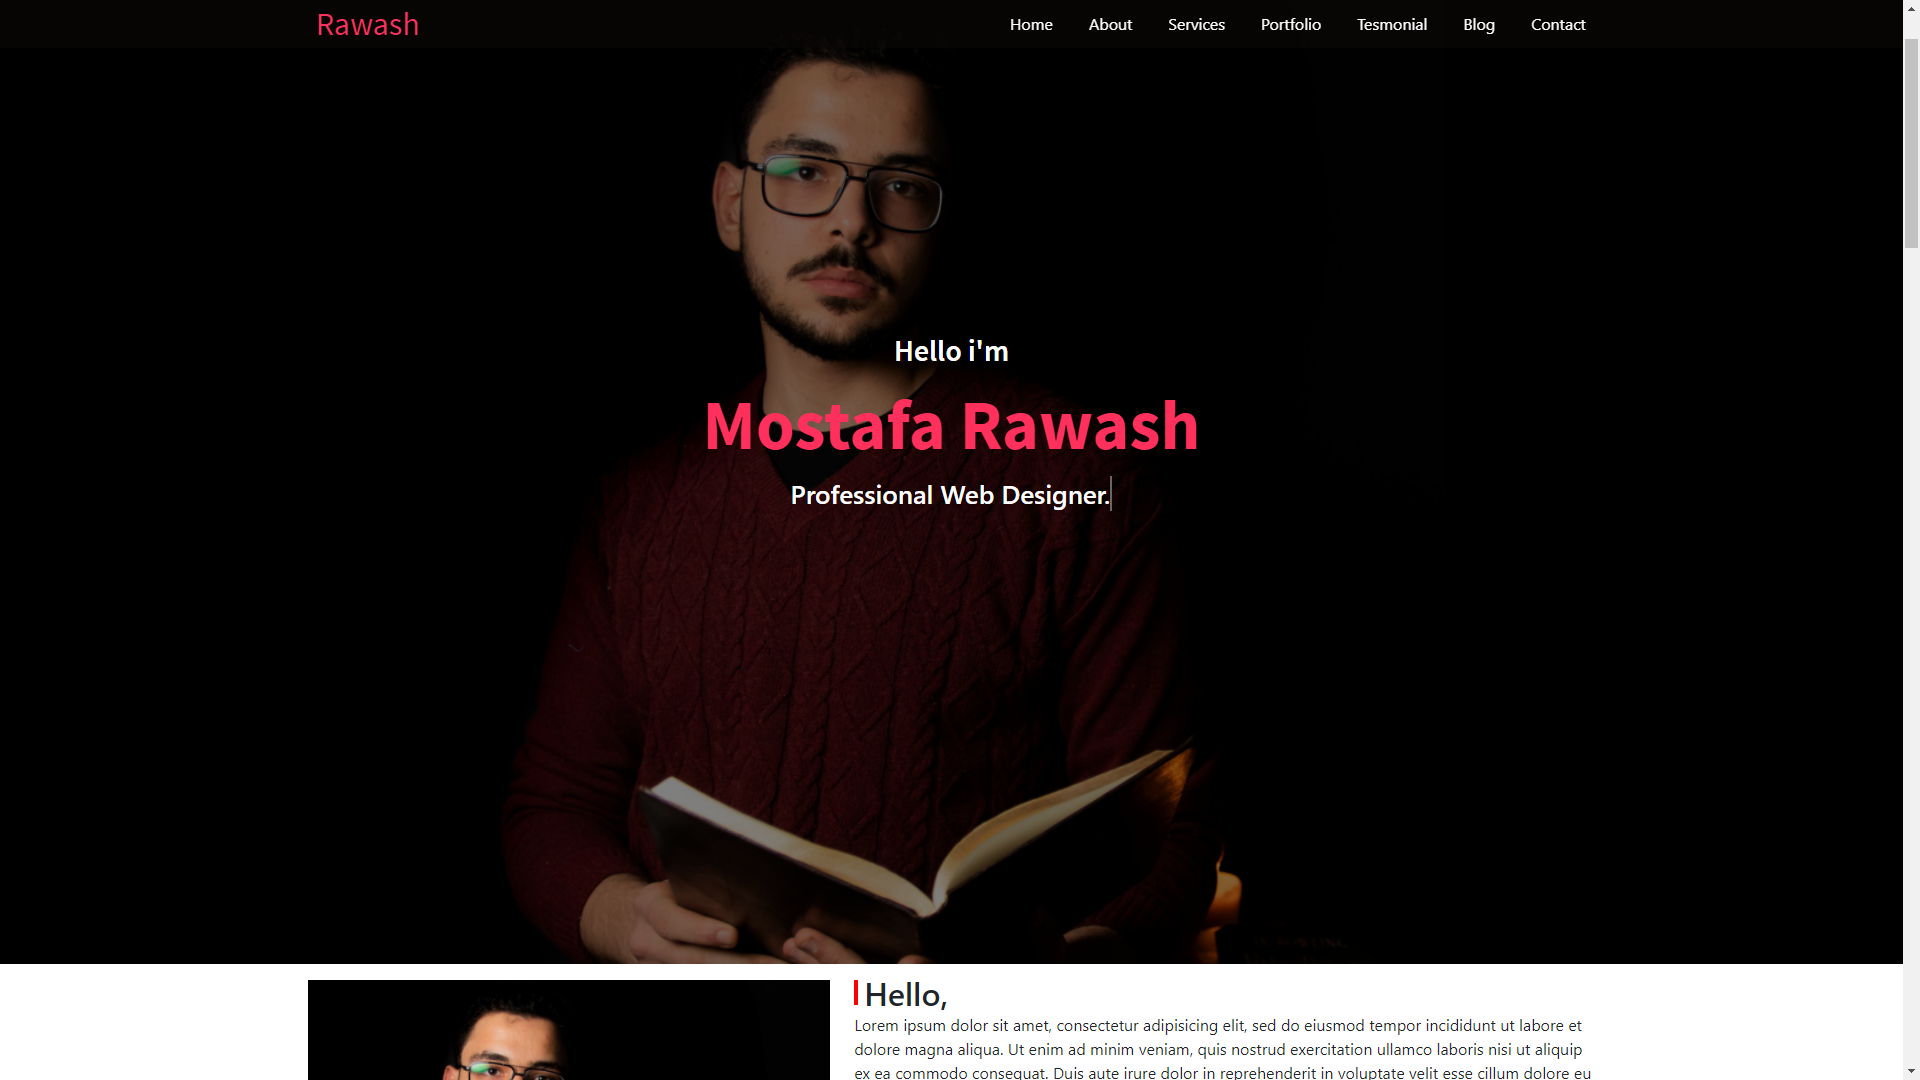 Rawash
Home About Services Portfolio Tesmonial Blog Contact
Hello i'm
Mostafa Rawash
Professional Web Designer.
Hello,
Lorem ipsum dolor sit amet, consectetur adipisicing elit, sed do eiusmod tempor incididunt ut labore et
dolore magna aliqua. Ut enim ad minim veniam, quis nostrud exercitation ullamco laboris nisi ut aliquip
ex ea commodo consequat. Duis aute irure dolor in reprehenderit in voluptate velit esse cillum dolore eu